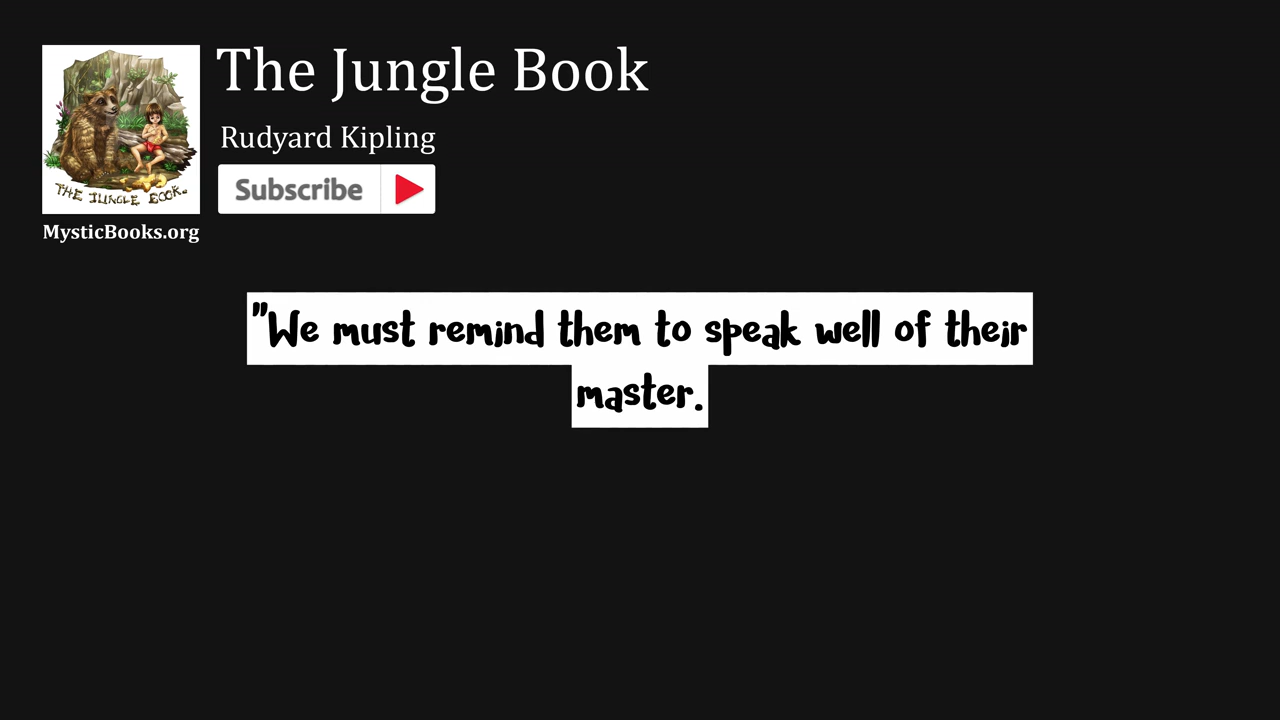 The Jungle Book
Rudyard Kipling
Subscribe
THE JUNGLE BOOK.
MysticBooks.org
"We must remind them to speak well of their
master.